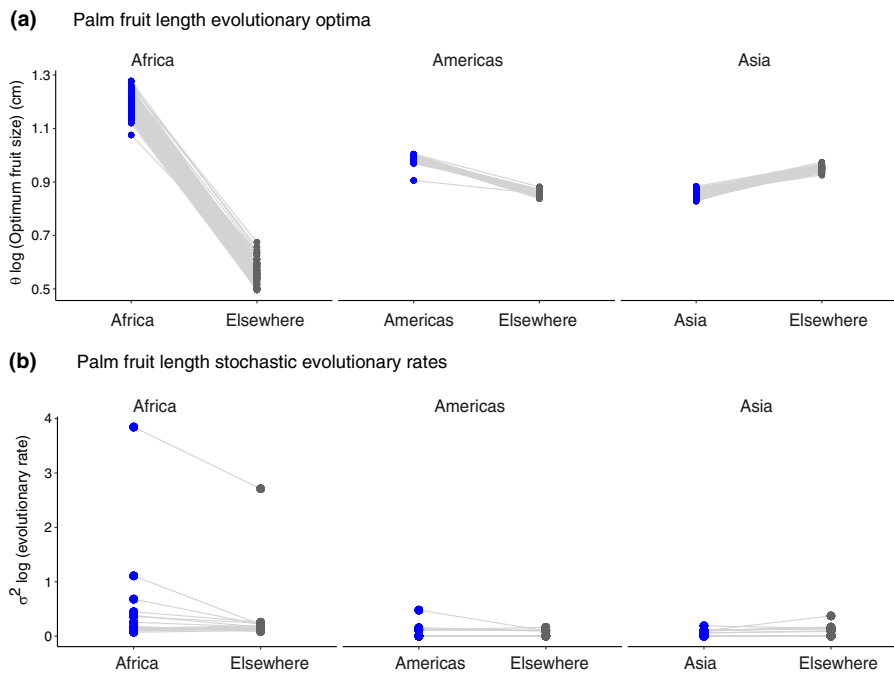 (a) Palm fruit length evolutionary optima
Africa Americas Asia
θ log (Optimum fruit size) (cm)
1.3
1.1
0.9
0.7
0.5
Africa Elsewhere Americas Elsewhere Asia Elsewhere
(b) Palm fruit length stochastic evolutionary rates
Africa Americas Asia
σ² log (evolutionary rate)
4
3
2
1
0
Africa Elsewhere Americas Elsewhere Asia Elsewhere